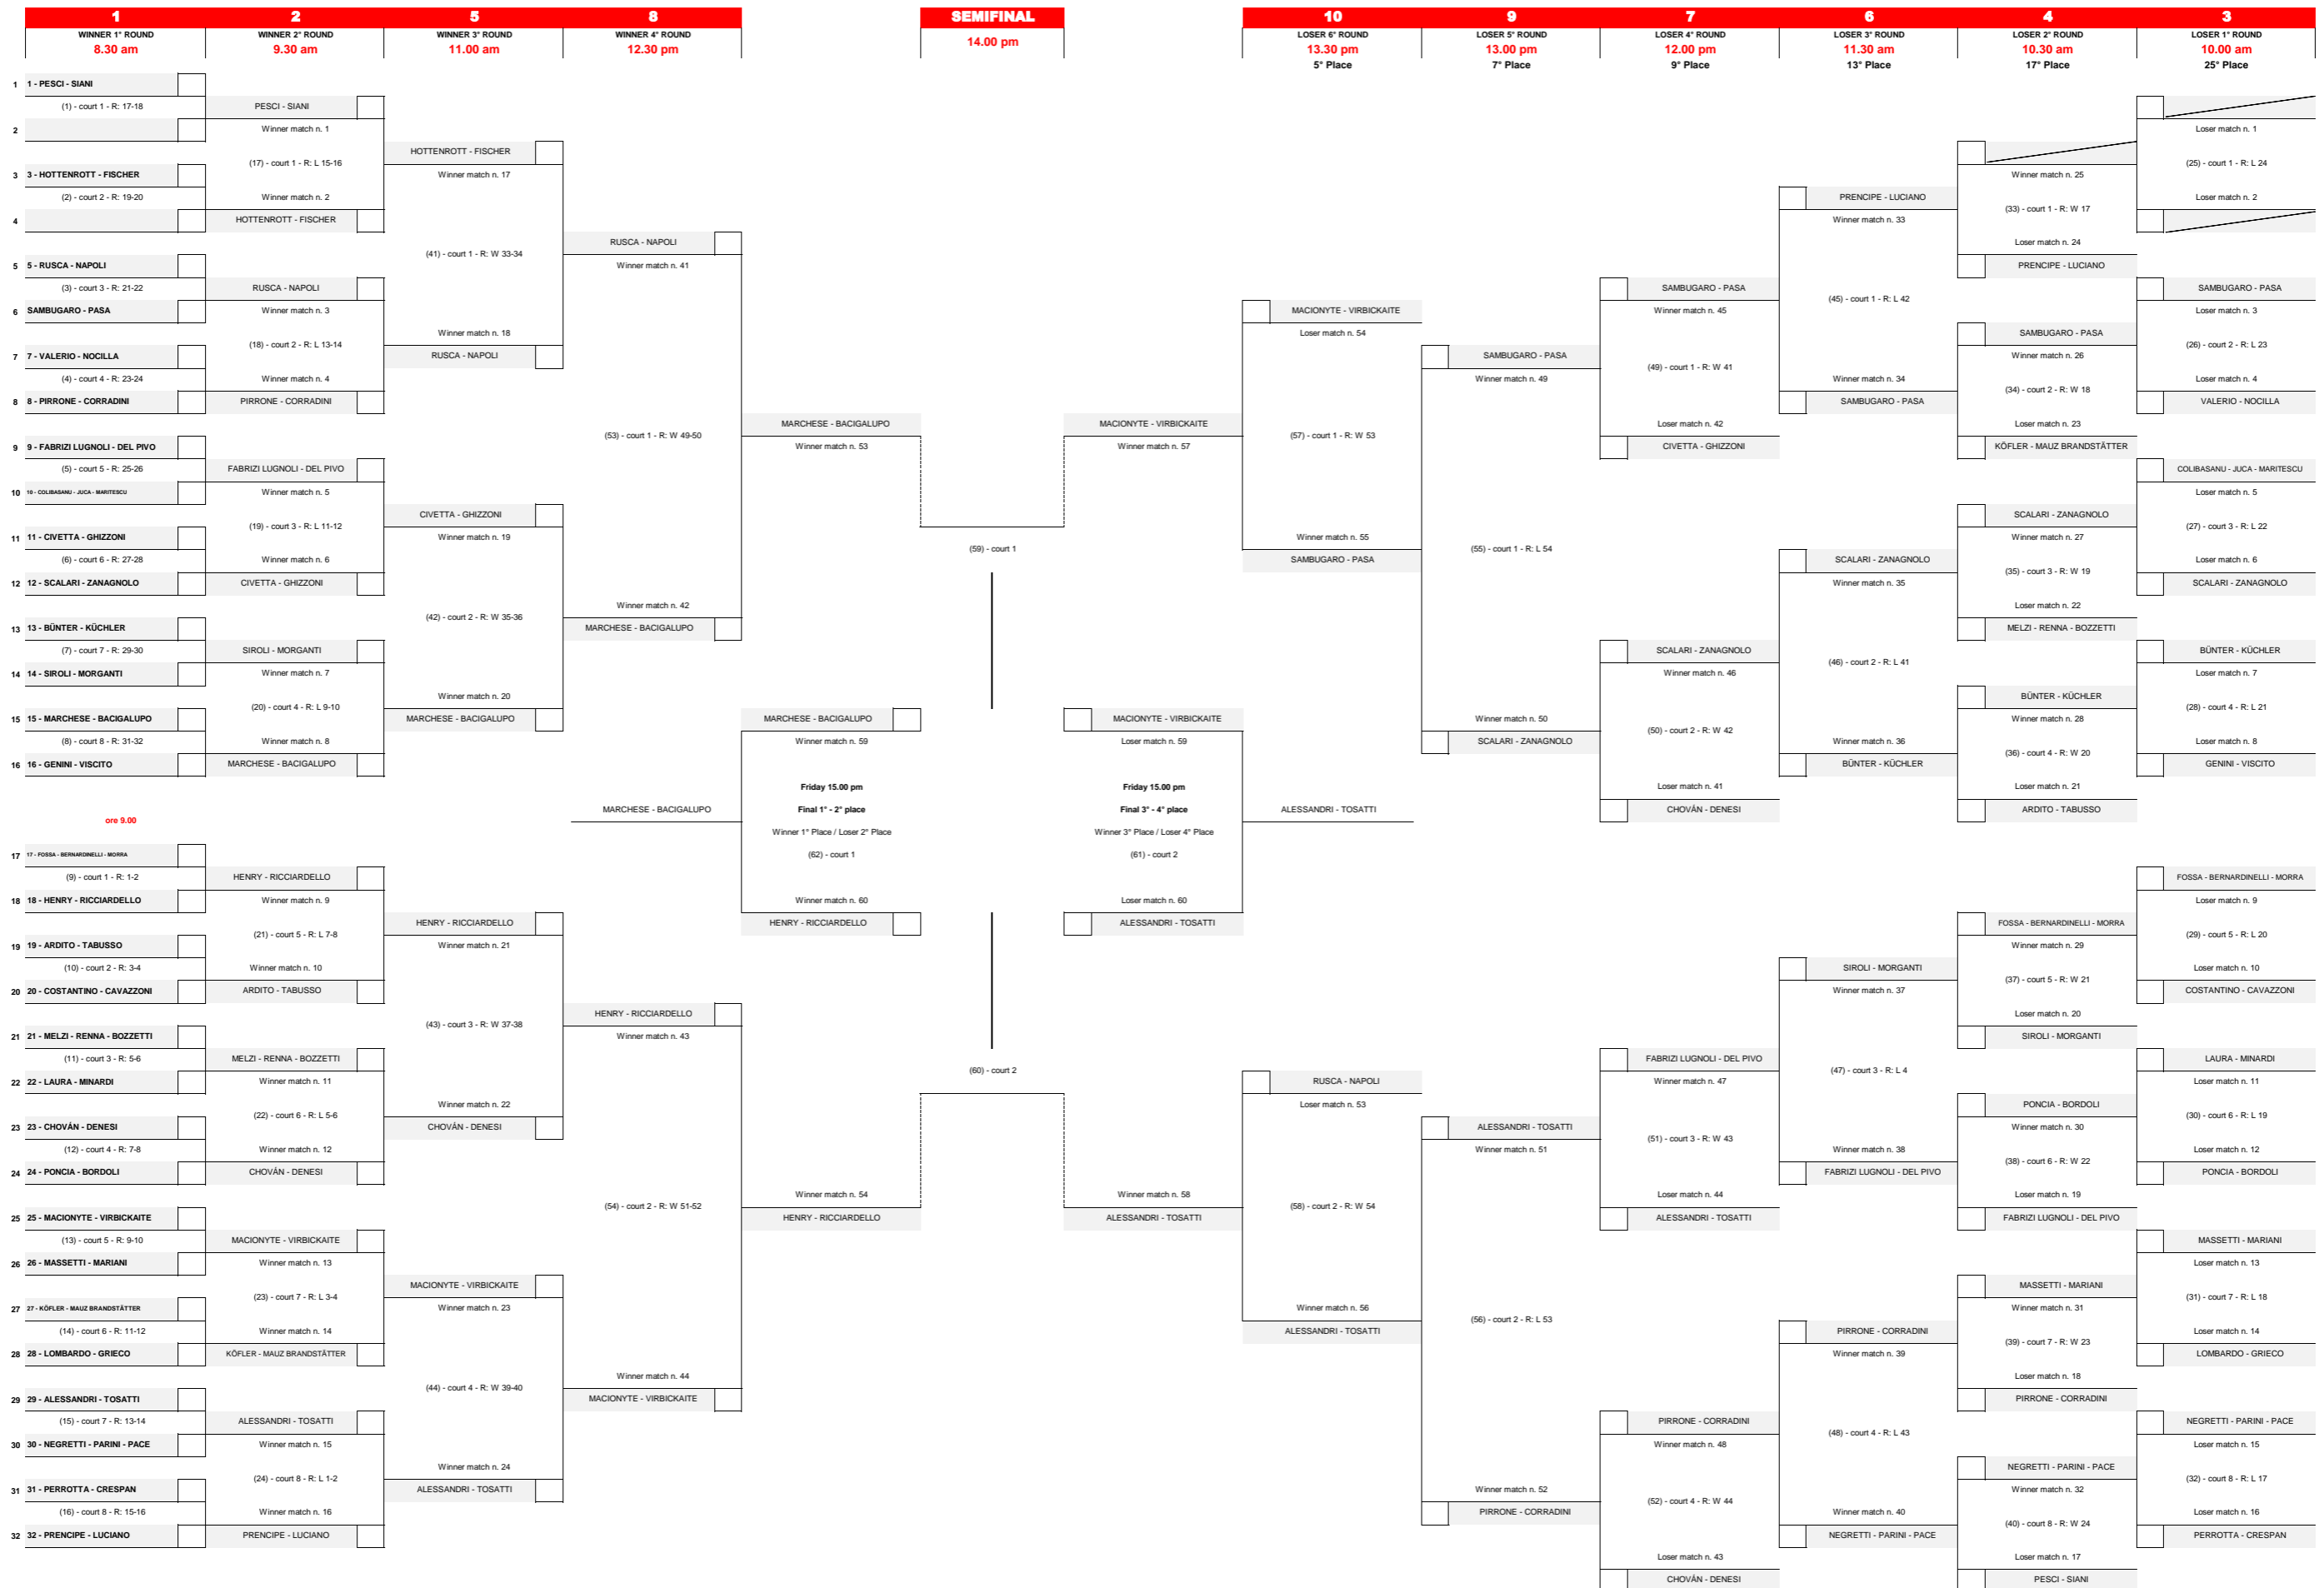 1 2 5 8 SEMIFINAL 10 9 7 6 4 3
WINNER 1° ROUND WINNER 2° ROUND WINNER 3° ROUND WINNER 4° ROUND LOSER 6° ROUND LOSER 5° ROUND LOSER 4° ROUND LOSER 3° ROUND LOSER 2° ROUND LOSER 1° ROUND
8.30 am 9.30 am 11.00 am 12.30 pm 14.00 pm 13.30 pm 13.00 pm 12.00 pm 11.30 am 10.30 am 10.00 am
5° Place 7° Place 9° Place 13° Place 17° Place 25° Place
1 1 - PESCI - SIANI
(1) - court 1 - R: 17-18
2
3 3 - HOTTENROTT - FISCHER
(2) - court 2 - R: 19-20
4
5 5 - RUSCA - NAPOLI
(3) - court 3 - R: 21-22
6 SAMBUGARO - PASA
7 7 - VALERIO - NOCILLA
(4) - court 4 - R: 23-24
8 8 - PIRRONE - CORRADINI
9 9 - FABRIZI LUGNOLI - DEL PIVO
(5) - court 5 - R: 25-26
10 10 - COLIBASANU - JUCA - MARITESCU
11 11 - CIVETTA - GHIZZONI
(6) - court 6 - R: 27-28
12 12 - SCALARI - ZANAGNOLO
13 13 - BÜNTER - KÜCHLER
(7) - court 7 - R: 29-30
14 14 - SIROLI - MORGANTI
15 15 - MARCHESE - BACIGALUPO
(8) - court 8 - R: 31-32
16 16 - GENINI - VISCITO
ore 9.00
17 17 - FOSSA - BERNARDINELLI - MORRA
(9) - court 1 - R: 1-2
18 18 - HENRY - RICCIARDELLO
19 19 - ARDITO - TABUSSO
(10) - court 2 - R: 3-4
20 20 - COSTANTINO - CAVAZZONI
21 21 - MELZI - RENNA - BOZZETTI
(11) - court 3 - R: 5-6
22 22 - LAURA - MINARDI
23 23 - CHOVÁN - DENESI
(12) - court 4 - R: 7-8
24 24 - PONCIA - BORDOLI
25 25 - MACIONYTE - VIRBICKAITE
(13) - court 5 - R: 9-10
26 26 - MASSETTI - MARIANI
27 27 - KÖFLER - MAUZ BRANDSTÄTTER
(14) - court 6 - R: 11-12
28 28 - LOMBARDO - GRIECO
29 29 - ALESSANDRI - TOSATTI
(15) - court 7 - R: 13-14
30 30 - NEGRETTI - PARINI - PACE
31 31 - PERROTTA - CRESPAN
(16) - court 8 - R: 15-16
32 32 - PRENCIPE - LUCIANO
PESCI - SIANI
Winner match n. 1
(17) - court 1 - R: L 15-16
Winner match n. 2
HOTTENROTT - FISCHER
RUSCA - NAPOLI
Winner match n. 3
(18) - court 2 - R: L 13-14
Winner match n. 4
PIRRONE - CORRADINI
FABRIZI LUGNOLI - DEL PIVO
Winner match n. 5
(19) - court 3 - R: L 11-12
Winner match n. 6
CIVETTA - GHIZZONI
SIROLI - MORGANTI
Winner match n. 7
(20) - court 4 - R: L 9-10
Winner match n. 8
MARCHESE - BACIGALUPO
HENRY - RICCIARDELLO
Winner match n. 9
(21) - court 5 - R: L 7-8
Winner match n. 10
ARDITO - TABUSSO
MELZI - RENNA - BOZZETTI
Winner match n. 11
(22) - court 6 - R: L 5-6
Winner match n. 12
CHOVÁN - DENESI
MACIONYTE - VIRBICKAITE
Winner match n. 13
(23) - court 7 - R: L 3-4
Winner match n. 14
KÖFLER - MAUZ BRANDSTÄTTER
ALESSANDRI - TOSATTI
Winner match n. 15
(24) - court 8 - R: L 1-2
Winner match n. 16
PRENCIPE - LUCIANO
HOTTENROTT - FISCHER
Winner match n. 17
(41) - court 1 - R: W 33-34
Winner match n. 18
RUSCA - NAPOLI
CIVETTA - GHIZZONI
Winner match n. 19
(42) - court 2 - R: W 35-36
Winner match n. 20
MARCHESE - BACIGALUPO
HENRY - RICCIARDELLO
Winner match n. 21
(43) - court 3 - R: W 37-38
Winner match n. 22
CHOVÁN - DENESI
MACIONYTE - VIRBICKAITE
Winner match n. 23
(44) - court 4 - R: W 39-40
Winner match n. 24
ALESSANDRI - TOSATTI
RUSCA - NAPOLI
Winner match n. 41
(53) - court 1 - R: W 49-50
Winner match n. 42
MARCHESE - BACIGALUPO
MARCHESE - BACIGALUPO
HENRY - RICCIARDELLO
Winner match n. 43
(54) - court 2 - R: W 51-52
Winner match n. 44
MACIONYTE - VIRBICKAITE
MARCHESE - BACIGALUPO
Winner match n. 53
MARCHESE - BACIGALUPO
Winner match n. 59
Friday 15.00 pm
Final 1° - 2° place
Winner 1° Place / Loser 2° Place
(62) - court 1
Winner match n. 60
HENRY - RICCIARDELLO
Winner match n. 54
HENRY - RICCIARDELLO
(59) - court 1
(60) - court 2
MACIONYTE - VIRBICKAITE
Winner match n. 57
MACIONYTE - VIRBICKAITE
Loser match n. 59
Friday 15.00 pm
Final 3° - 4° place
Winner 3° Place / Loser 4° Place
(61) - court 2
Loser match n. 60
ALESSANDRI - TOSATTI
Winner match n. 58
ALESSANDRI - TOSATTI
MACIONYTE - VIRBICKAITE
Loser match n. 54
(57) - court 1 - R: W 53
Winner match n. 55
SAMBUGARO - PASA
ALESSANDRI - TOSATTI
RUSCA - NAPOLI
Loser match n. 53
(58) - court 2 - R: W 54
Winner match n. 56
ALESSANDRI - TOSATTI
SAMBUGARO - PASA
Winner match n. 49
(55) - court 1 - R: L 54
Winner match n. 50
SCALARI - ZANAGNOLO
ALESSANDRI - TOSATTI
Winner match n. 51
(56) - court 2 - R: L 53
Winner match n. 52
PIRRONE - CORRADINI
SAMBUGARO - PASA
Winner match n. 45
(49) - court 1 - R: W 41
Loser match n. 42
CIVETTA - GHIZZONI
SCALARI - ZANAGNOLO
Winner match n. 46
(50) - court 2 - R: W 42
Loser match n. 41
CHOVÁN - DENESI
FABRIZI LUGNOLI - DEL PIVO
Winner match n. 47
(51) - court 3 - R: W 43
Loser match n. 44
ALESSANDRI - TOSATTI
PIRRONE - CORRADINI
Winner match n. 48
(52) - court 4 - R: W 44
Loser match n. 43
CHOVÁN - DENESI
PRENCIPE - LUCIANO
Winner match n. 33
(45) - court 1 - R: L 42
Winner match n. 34
SAMBUGARO - PASA
SCALARI - ZANAGNOLO
Winner match n. 35
(46) - court 2 - R: L 41
Winner match n. 36
BÜNTER - KÜCHLER
SIROLI - MORGANTI
Winner match n. 37
(47) - court 3 - R: L 4
Winner match n. 38
FABRIZI LUGNOLI - DEL PIVO
PIRRONE - CORRADINI
Winner match n. 39
(48) - court 4 - R: L 43
Winner match n. 40
NEGRETTI - PARINI - PACE
Winner match n. 25
(33) - court 1 - R: W 17
Loser match n. 24
PRENCIPE - LUCIANO
SAMBUGARO - PASA
Winner match n. 26
(34) - court 2 - R: W 18
Loser match n. 23
KÖFLER - MAUZ BRANDSTÄTTER
SCALARI - ZANAGNOLO
Winner match n. 27
(35) - court 3 - R: W 19
Loser match n. 22
MELZI - RENNA - BOZZETTI
BÜNTER - KÜCHLER
Winner match n. 28
(36) - court 4 - R: W 20
Loser match n. 21
ARDITO - TABUSSO
FOSSA - BERNARDINELLI - MORRA
Winner match n. 29
(37) - court 5 - R: W 21
Loser match n. 20
SIROLI - MORGANTI
PONCIA - BORDOLI
Winner match n. 30
(38) - court 6 - R: W 22
Loser match n. 19
FABRIZI LUGNOLI - DEL PIVO
MASSETTI - MARIANI
Winner match n. 31
(39) - court 7 - R: W 23
Loser match n. 18
PIRRONE - CORRADINI
NEGRETTI - PARINI - PACE
Winner match n. 32
(40) - court 8 - R: W 24
Loser match n. 17
PESCI - SIANI
Loser match n. 1
(25) - court 1 - R: L 24
Loser match n. 2
SAMBUGARO - PASA
Loser match n. 3
(26) - court 2 - R: L 23
Loser match n. 4
VALERIO - NOCILLA
COLIBASANU - JUCA - MARITESCU
Loser match n. 5
(27) - court 3 - R: L 22
Loser match n. 6
SCALARI - ZANAGNOLO
BÜNTER - KÜCHLER
Loser match n. 7
(28) - court 4 - R: L 21
Loser match n. 8
GENINI - VISCITO
FOSSA - BERNARDINELLI - MORRA
Loser match n. 9
(29) - court 5 - R: L 20
Loser match n. 10
COSTANTINO - CAVAZZONI
LAURA - MINARDI
Loser match n. 11
(30) - court 6 - R: L 19
Loser match n. 12
PONCIA - BORDOLI
MASSETTI - MARIANI
Loser match n. 13
(31) - court 7 - R: L 18
Loser match n. 14
LOMBARDO - GRIECO
NEGRETTI - PARINI - PACE
Loser match n. 15
(32) - court 8 - R: L 17
Loser match n. 16
PERROTTA - CRESPAN